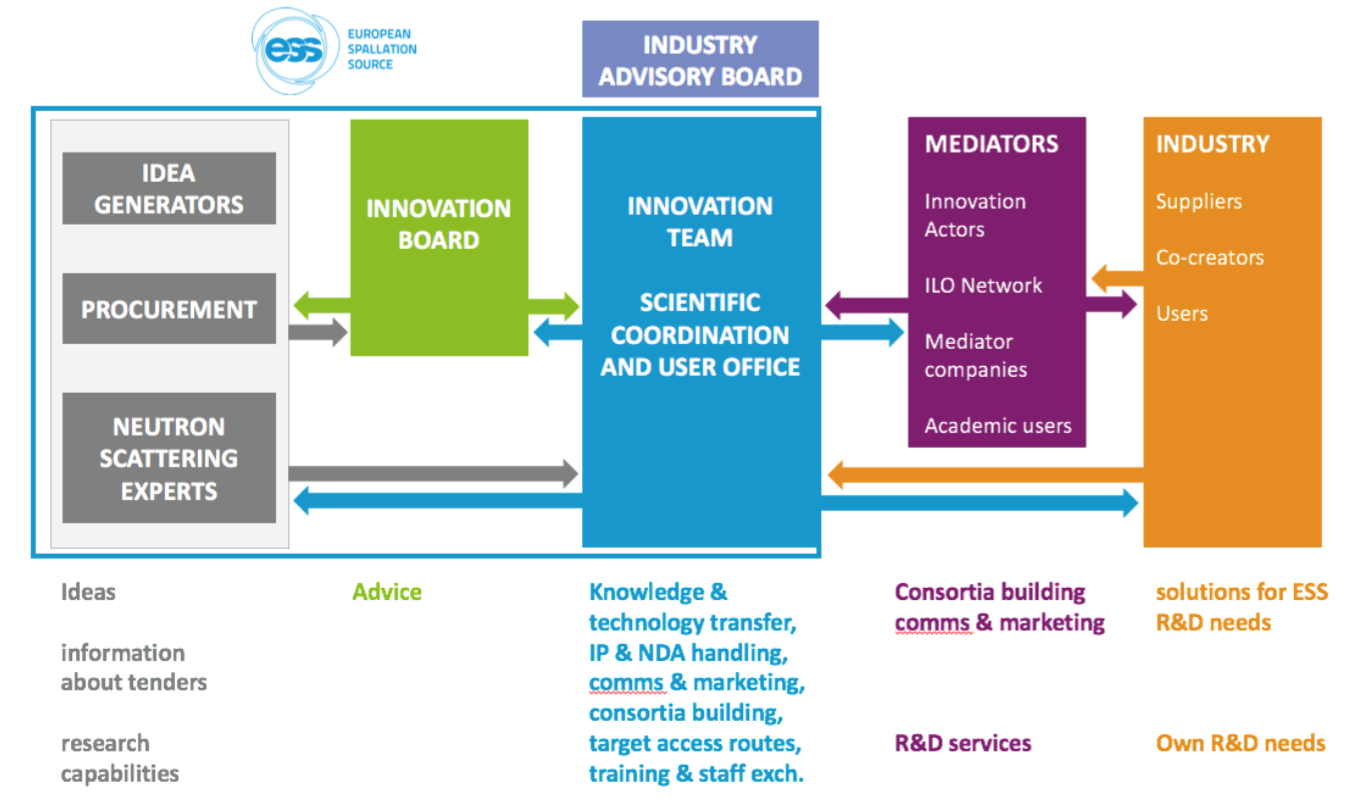 ess
EUROPEAN
SPALLATION
SOURCE
INDUSTRY
ADVISORY BOARD
IDEA
GENERATORS
PROCUREMENT
NEUTRON
SCATTERING
EXPERTS
INNOVATION
BOARD
INNOVATION
TEAM
SCIENTIFIC
COORDINATION
AND USER OFFICE
MEDIATORS
Innovation
Actors
ILO Network
Mediator
companies
Academic users
INDUSTRY
Suppliers
Co-creators
Users
Ideas
information
about tenders
research
capabilities
Advice
Knowledge &
technology transfer,
IP & NDA handling,
comms & marketing,
consortia building,
target access routes,
training & staff exch.
Consortia building
comms & marketing
R&D services
solutions for ESS
R&D needs
Own R&D needs